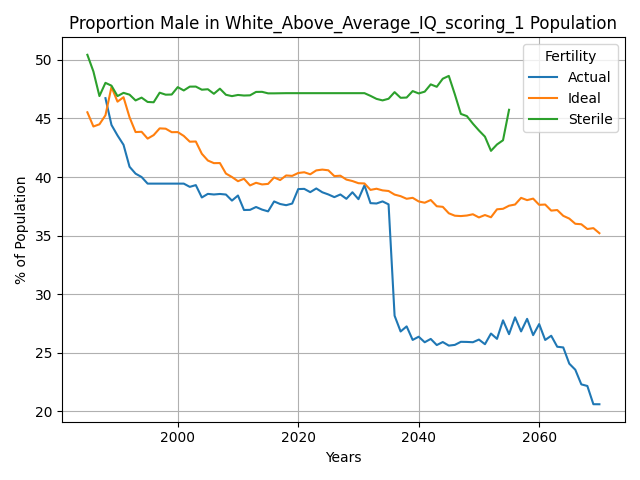 Proportion Male in White_Above_Average_IQ_scoring_1 Population
Fertility
Actual
Ideal
Sterile
% of Population
50
45
40
35
30
25
20
2000
2020
2040
2060
Years